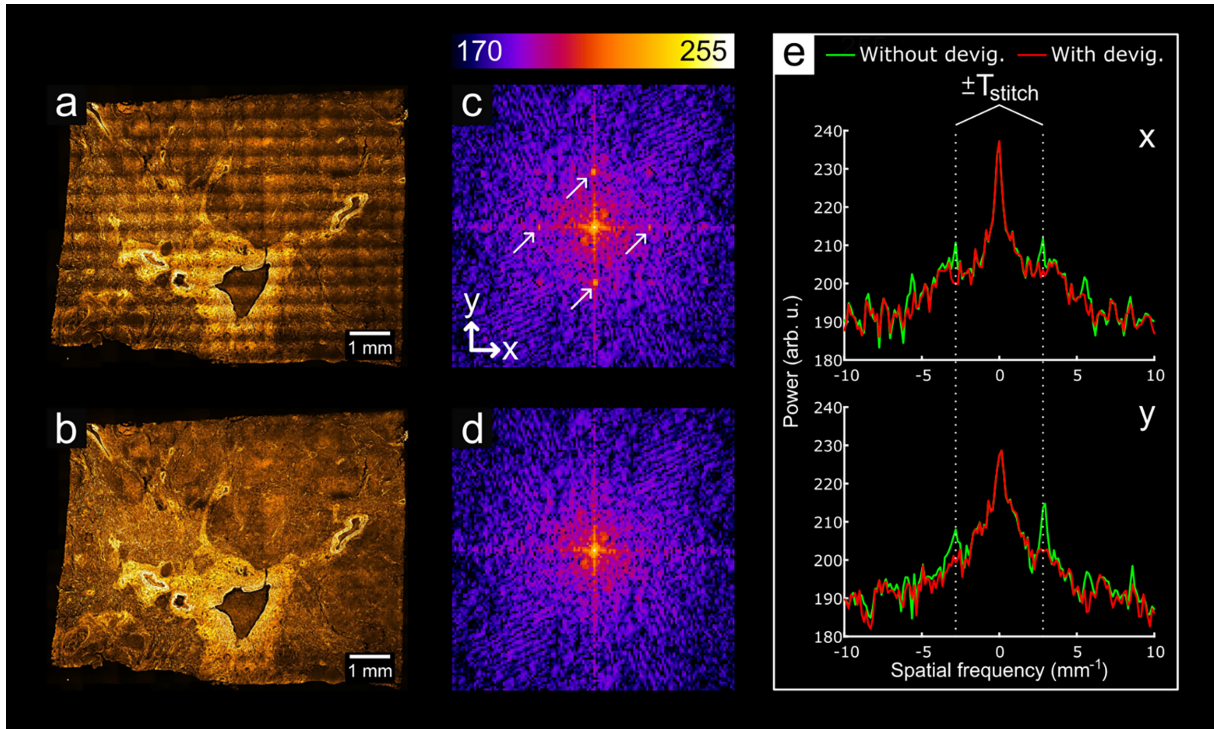 a
1 mm
b
1 mm
170 255
c
y
x
d
e
Without devig. With devig.
±Tstitch
x
240
230
220
210
200
190
180
-10 -5 0 5 10
Power (arb. u.)
y
240
230
220
210
200
190
180
-10 -5 0 5 10
Spatial frequency (mm-1)